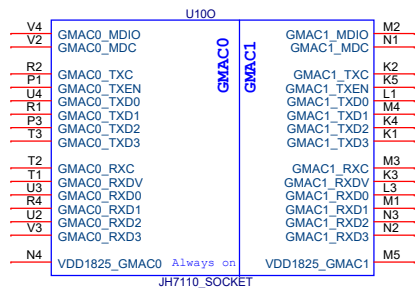 U10O
V4 GMAC0_MDIO GMAC1_MDIO M2
V2 GMAC0_MDC GMAC1_MDC N1
GMAC0 GMAC1
R2 GMAC0_TXC GMAC1_TXC K2
P1 GMAC0_TXEN GMAC1_TXEN K5
U4 GMAC0_TXD0 GMAC1_TXD0 L1
R1 GMAC0_TXD1 GMAC1_TXD1 M4
P3 GMAC0_TXD2 GMAC1_TXD2 K4
T3 GMAC0_TXD3 GMAC1_TXD3 K1
T2 GMAC0_RXC GMAC1_RXC M3
T1 GMAC0_RXDV GMAC1_RXDV K3
U3 GMAC0_RXD0 GMAC1_RXD0 L3
R4 GMAC0_RXD1 GMAC1_RXD1 M1
U2 GMAC0_RXD2 GMAC1_RXD2 N3
V3 GMAC0_RXD3 GMAC1_RXD3 N2
N4 VDD1825_GMAC0 Always on VDD1825_GMAC1 M5
JH7110_SOCKET